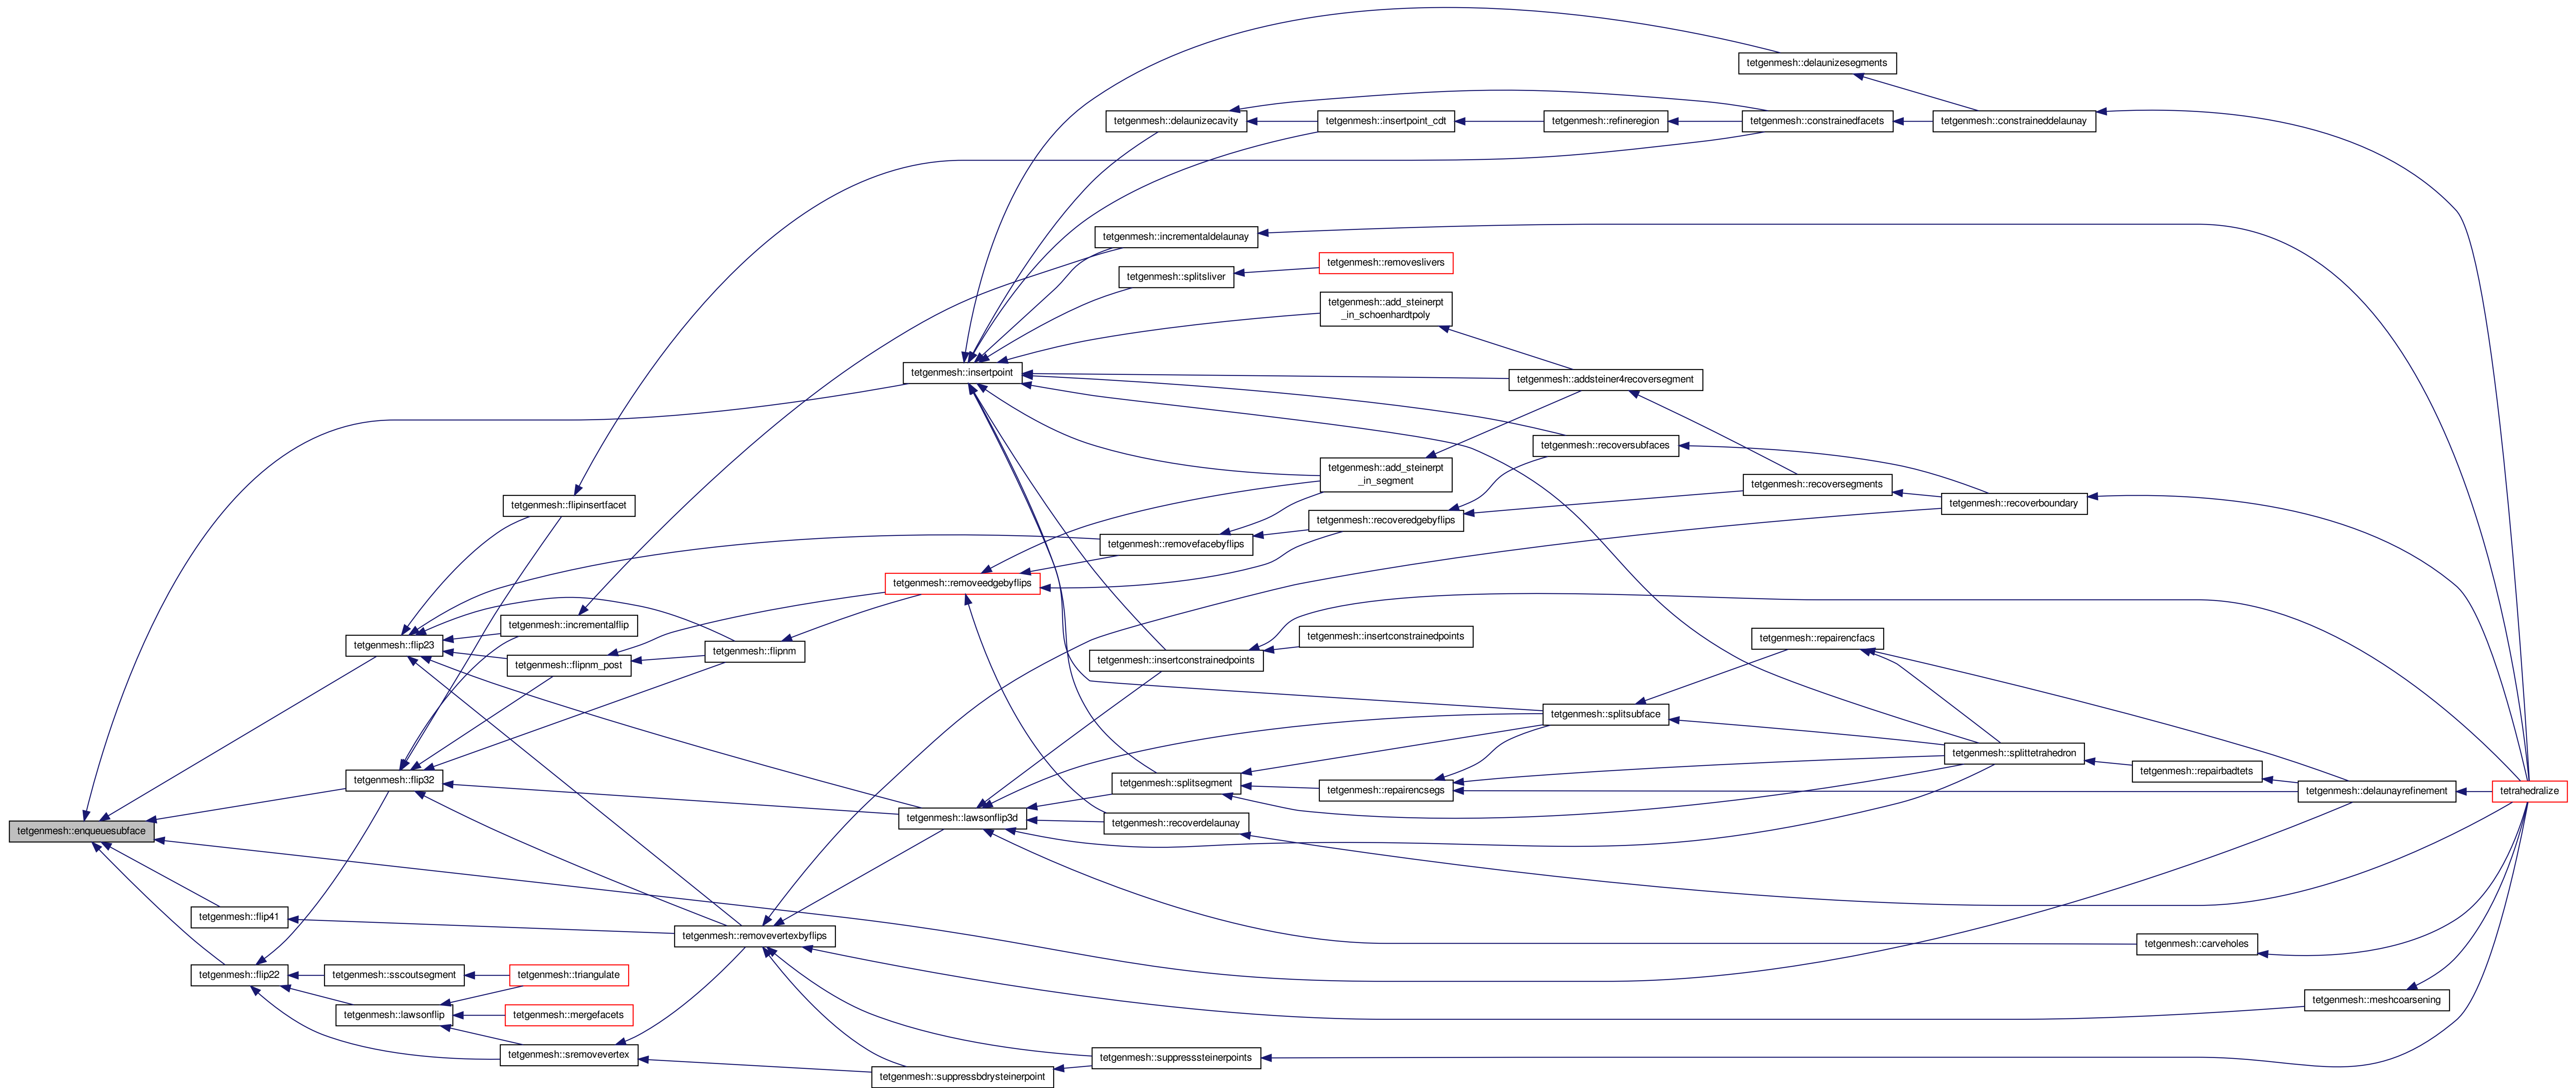 tetgenmesh::delaunizesegments
tetgenmesh::delaunizecavity
tetgenmesh::insertpoint_cdt
tetgenmesh::refineregion
tetgenmesh::constrainedfacets
tetgenmesh::constraineddelaunay
tetgenmesh::incrementaldelaunay
tetgenmesh::removeslivers
tetgenmesh::splitsliver
tetgenmesh::add_steinerpt
_in_schoenhardtpoly
tetgenmesh::insertpoint
tetgenmesh::addsteiner4recoversegment
tetgenmesh::recoversubfaces
tetgenmesh::add_steinerpt
_in_segment
tetgenmesh::recoversegments
tetgenmesh::recoverboundary
tetgenmesh::flipinsertfacet
tetgenmesh::recoveredgebyflips
tetgenmesh::removefacebyflips
tetgenmesh::removeedgebyflips
tetgenmesh::incrementalflip
tetgenmesh::insertconstrainedpoints
tetgenmesh::repairencfacs
tetgenmesh::flip23
tetgenmesh::flipnm
tetgenmesh::flipnm_post
tetgenmesh::insertconstrainedpoints
tetgenmesh::splitsubface
tetgenmesh::splittetrahedron
tetgenmesh::repairbadtets
tetgenmesh::flip32
tetgenmesh::splitsegment
tetgenmesh::repairencsegs
tetgenmesh::delaunayrefinement
tetrahedralize
tetgenmesh::lawsonflip3d
tetgenmesh::recoverdelaunay
tetgenmesh::enqueuesubface
tetgenmesh::flip41
tetgenmesh::removevertexbyflips
tetgenmesh::carveholes
tetgenmesh::flip22
tetgenmesh::sscoutsegment
tetgenmesh::triangulate
tetgenmesh::meshcoarsening
tetgenmesh::lawsonflip
tetgenmesh::mergefacets
tetgenmesh::sremovevertex
tetgenmesh::suppresssteinerpoints
tetgenmesh::suppressbdrysteinerpoint